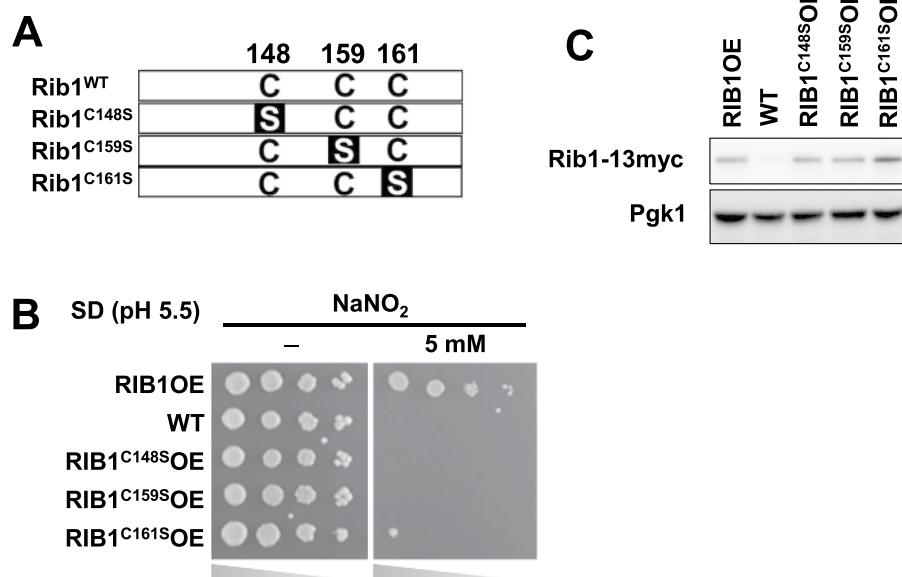 A
148 159 161
Rib1WT C C C
Rib1C148S S C C
Rib1C159S C S C
Rib1C161S C C S
B
SD (pH 5.5)
NaNO2
– 5 mM
RIB1OE
WT
RIB1C148SOE
RIB1C159SOE
RIB1C161SOE
C
RIB1OE
WT
RIB1C148SOE
RIB1C159SOE
RIB1C161SOE
Rib1-13myc
Pgk1